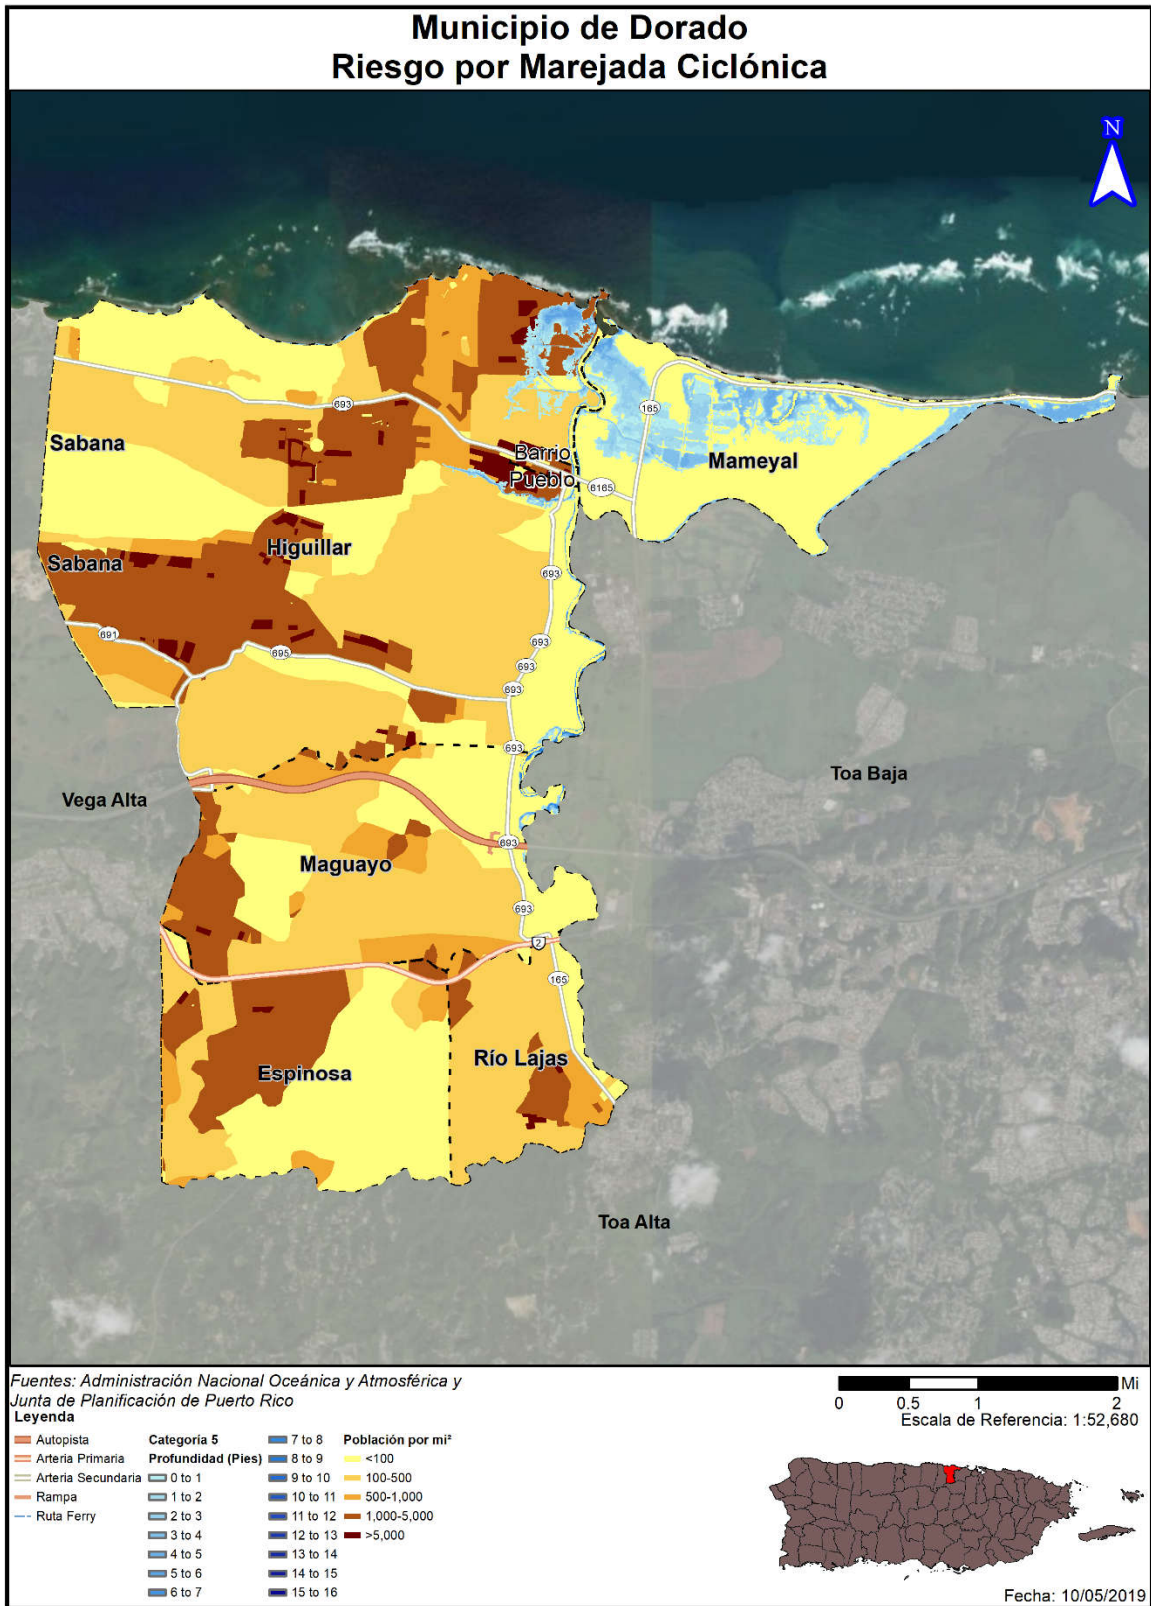 Municipio de Dorado
Riesgo por Marejada Ciclónica
N
693
165
Sabana
Barrio
Pueblo
Mameyal
6165
Higuillar
Sabana
693
691
695
693
693
693
693
Vega Alta
Toa Baja
693
Maguayo
693
2
165
Río Lajas
Espinosa
Toa Alta
Fuentes: Administración Nacional Oceánica y Atmosférica y
Junta de Planificación de Puerto Rico
Leyenda
Autopista
Arteria Primaria
Arteria Secundaria
Rampa
Ruta Ferry
Categoría 5
Profundidad (Pies)
0 to 1
1 to 2
2 to 3
3 to 4
4 to 5
5 to 6
6 to 7
7 to 8
8 to 9
9 to 10
10 to 11
11 to 12
12 to 13
13 to 14
14 to 15
15 to 16
Población por mi²
<100
100-500
500-1,000
1,000-5,000
>5,000
Mi
0 0.5 1 2
Escala de Referencia: 1:52,680
Fecha: 10/05/2019